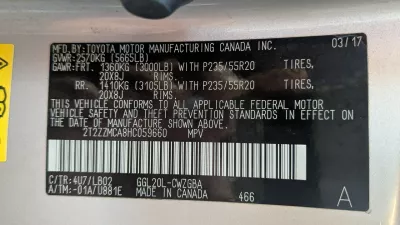 MFD.BY:TOYOTA MOTOR MANUFACTURING CANADA INC. 03/17
GVWR: 2570KG (5665LB)
GAWR: FRT. 1360KG (3000LB) WITH P235/55R20 TIRES,
20X8J RIMS,
RR. 1410KG (3105LB) WITH P235/55R20 TIRES,
20X8J RIMS.
THIS VEHICLE CONFORMS TO ALL APPLICABLE FEDERAL MOTOR
VEHICLE SAFETY AND THEFT PREVENTION STANDARDS IN
EFFECT ON THE DATE OF MANUFACTURE SHOWN ABOVE.
2T2ZZMCA8HC059660 MPV
C/TR: 4U7/LB02 GGL20L-CWZGBA
A/TM: -01A/U881E MADE IN CANADA 466 A